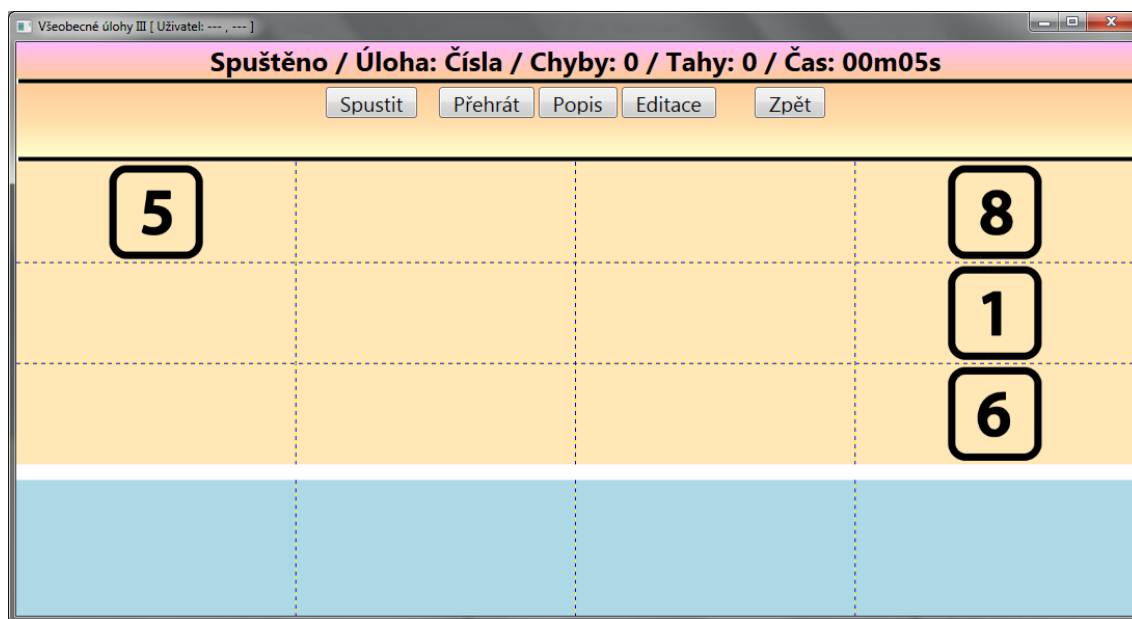 Všeobecné úlohy III [ Uživatel: --- , --- ]
Spuštěno / Úloha: Čísla / Chyby: 0 / Tahy: 0 / Čas: 00m05s
Spustit Přehrát Popis Editace Zpět
5 8
1
6